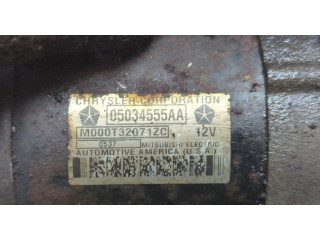 CHRYSLER CORPORATION
05034555AA
M000T32071ZC 12V
0537 MITSUBISHI ELECTRIC
AUTOMOTIVE AMERICA (U.S.A.)